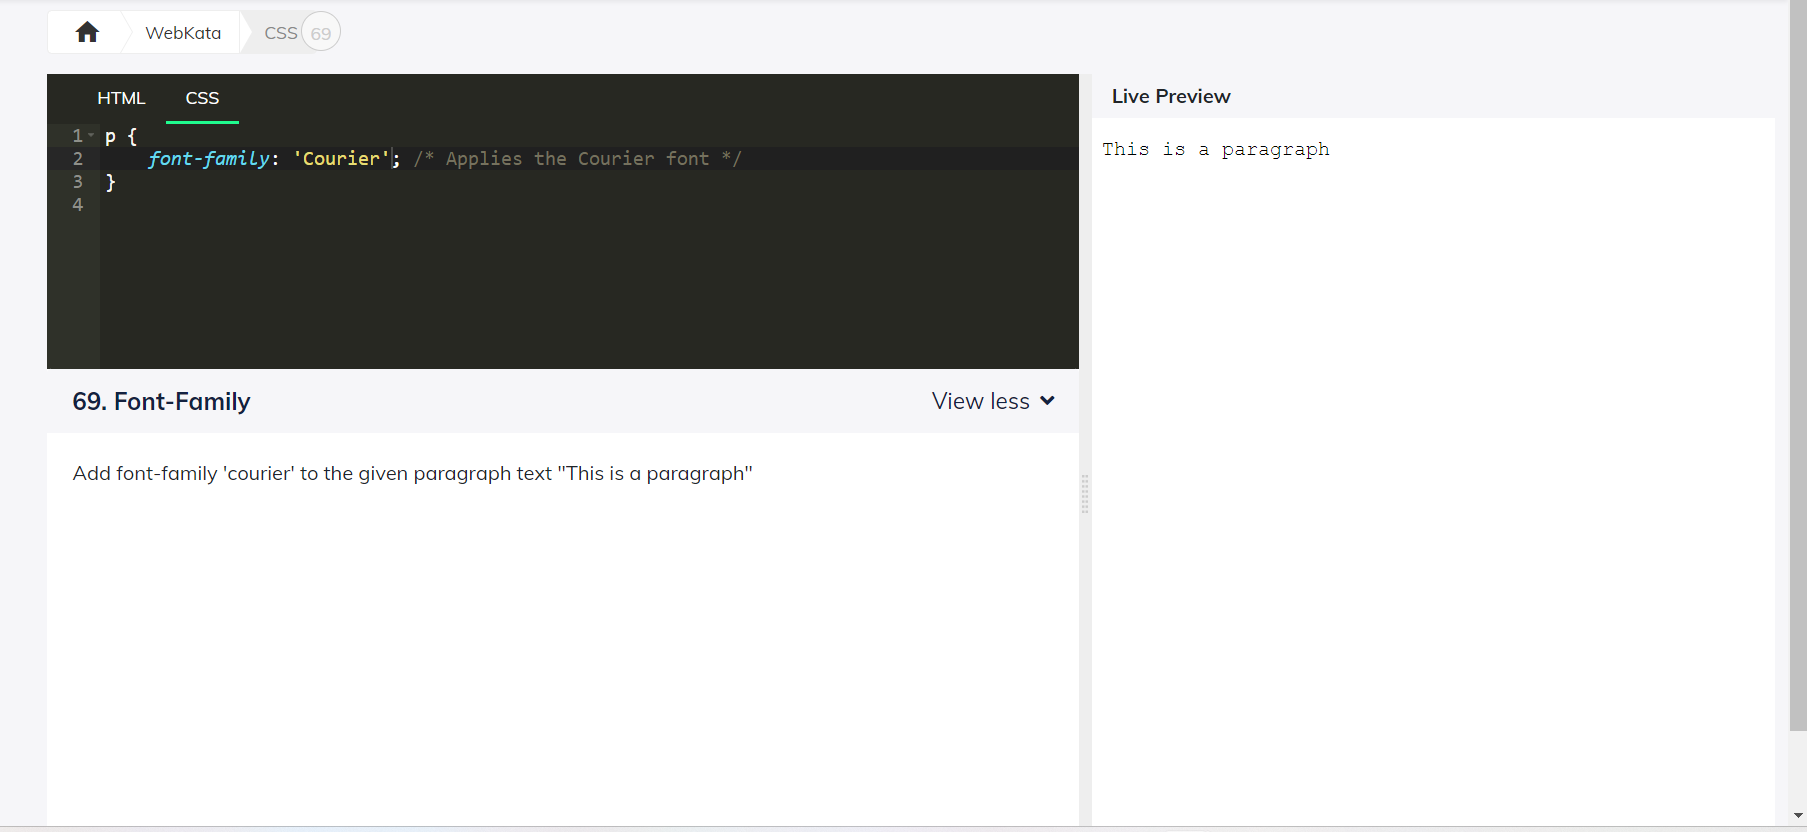 WebKata
CSS 69
HTML CSS
1 p {
2 font-family: 'Courier'; /* Applies the Courier font */
3 }
4
69. Font-Family
View less
Add font-family 'courier' to the given paragraph text "This is a paragraph"
Live Preview
This is a paragraph